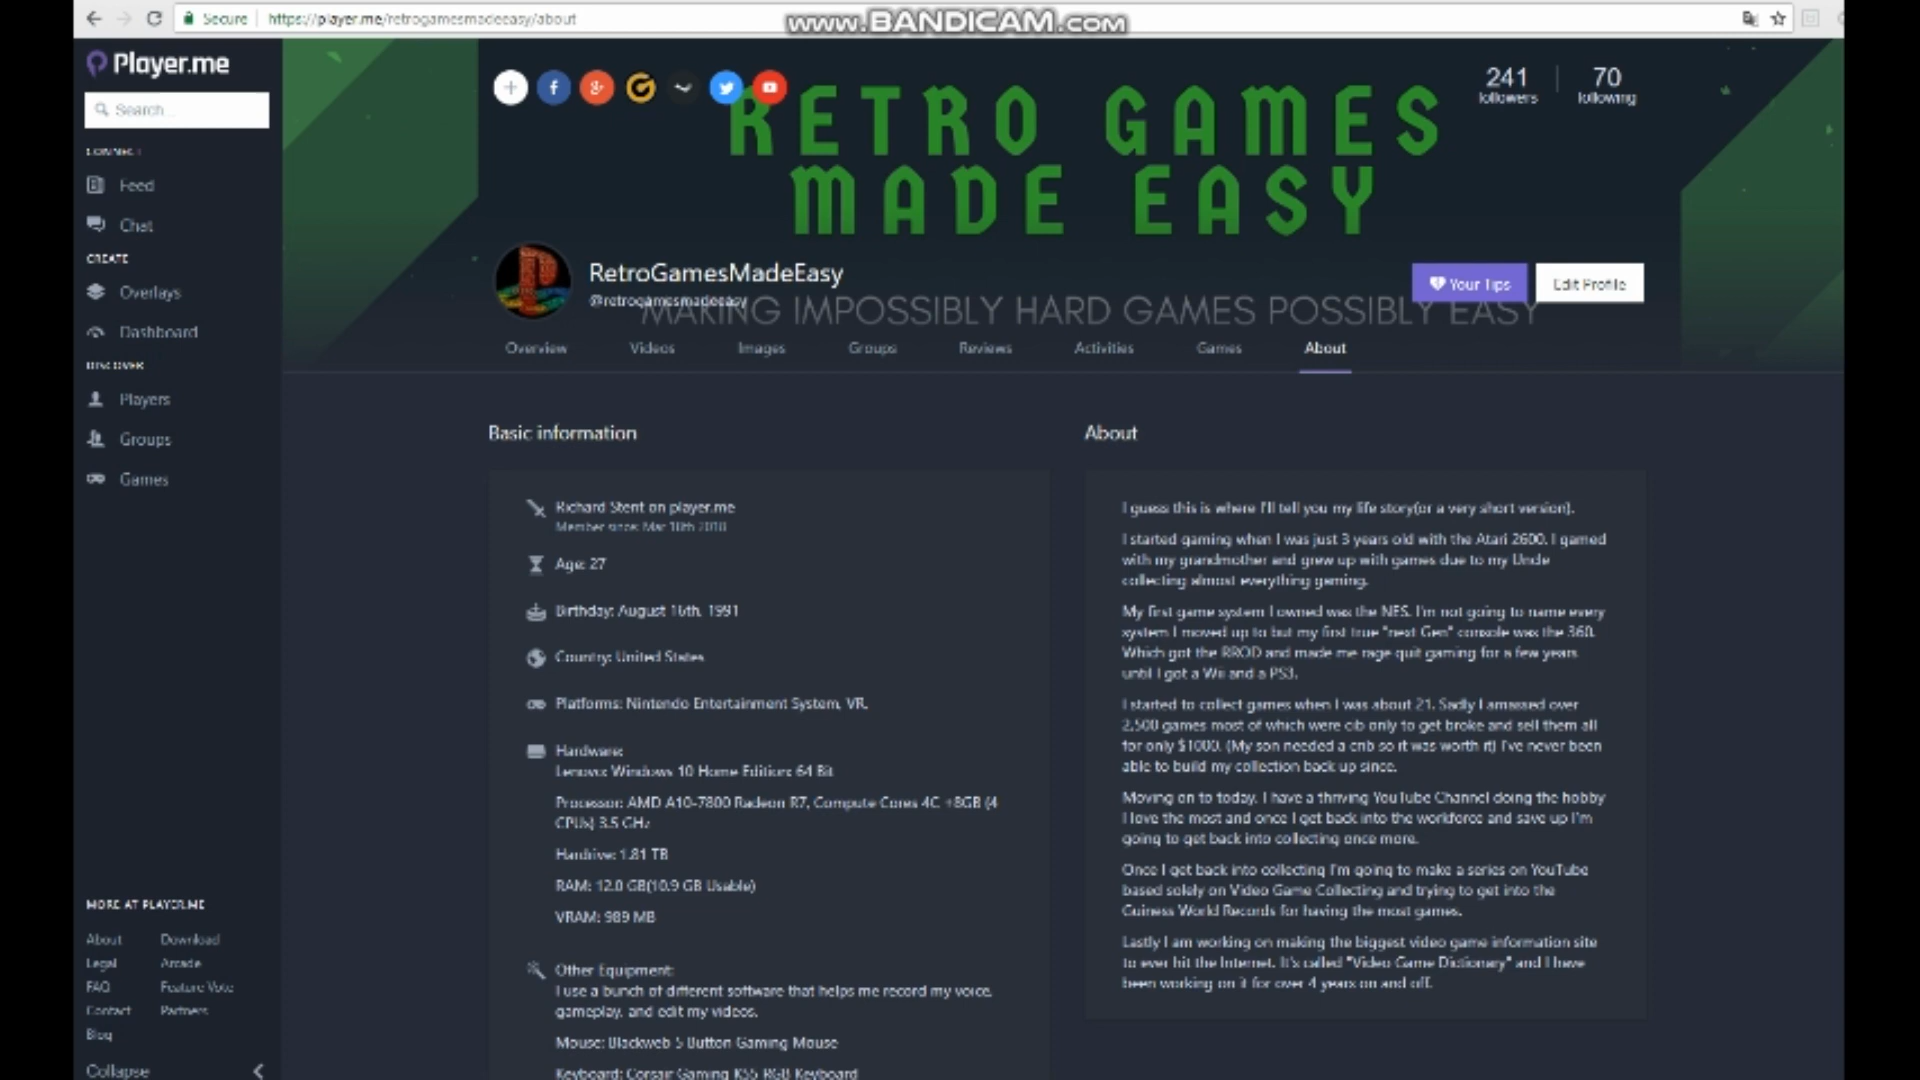 Secure
https://player.me/retrogamesmadeeasy/about
www.BANDICAM.com
Player.me
Search...
241
followers
70
following
RETRO GAMES
MADE EASY
CONNECT
Feed
Chat
CREATE
Overlays
Dashboard
DISCOVER
Players
Groups
Games
RetroGamesMadeEasy
@retrogamesmadeeasy
MAKING IMPOSSIBLY HARD GAMES POSSIBLY EASY
Your Tips
Edit Profile
Overview
Videos
Images
Groups
Reviews
Activities
Games
About
Basic information
Richard Stent on player.me
Member since: Mar 18th 2018
Age: 27
Birthday: August 16th, 1991
Country: United States
Platforms: Nintendo Entertainment System, VR.
Hardware:
Lenovo: Windows 10 Home Edition: 64 Bit
Processor: AMD A10-7800 Radeon R7, Compute Cores 4C +8GB (4
CPUs) 3.5 GHz
Hardrive: 1.81 TB
RAM: 12.0 GB(10.9 GB Usable)
VRAM: 989 MB
Other Equipment:
I use a bunch of different software that helps me record my voice,
gameplay, and edit my videos.
Mouse: Blackweb 5 Button Gaming Mouse
Keyboard: Corsair Gaming K55 RGB Keyboard
About
I guess this is where I'll tell you my life story(or a very short version).
I started gaming when I was just 3 years old with the Atari 2600. I gamed
with my grandmother and grew up with games due to my Uncle
collecting almost everything gaming.
My first game system I owned was the NES. I'm not going to name every
system I moved up to but my first true "next Gen" console was the 360.
Which got the RROD and made me rage quit gaming for a few years
until I got a Wii and a PS3.
I started to collect games when I was about 21. Sadly I amassed over
2,500 games most of which were cib only to get broke and sell them all
for only $1000. (My son needed a crib so it was worth it) I've never been
able to build my collection back up since.
Moving on to today, I have a thriving YouTube Channel doing the hobby
I love the most and once I get back into the workforce and save up I'm
going to get back into collecting once more.
Once I get back into collecting I'm going to make a series on YouTube
based solely on Video Game Collecting and trying to get into the
Guiness World Records for having the most games.
Lastly I am working on making the biggest video game information site
to ever hit the Internet. It's called "Video Game Dictionary" and I have
been working on it for over 4 years on and off.
MORE AT PLAYER.ME
About
Download
Legal
Arcade
FAQ
Feature Vote
Contact
Partners
Blog
Collapse